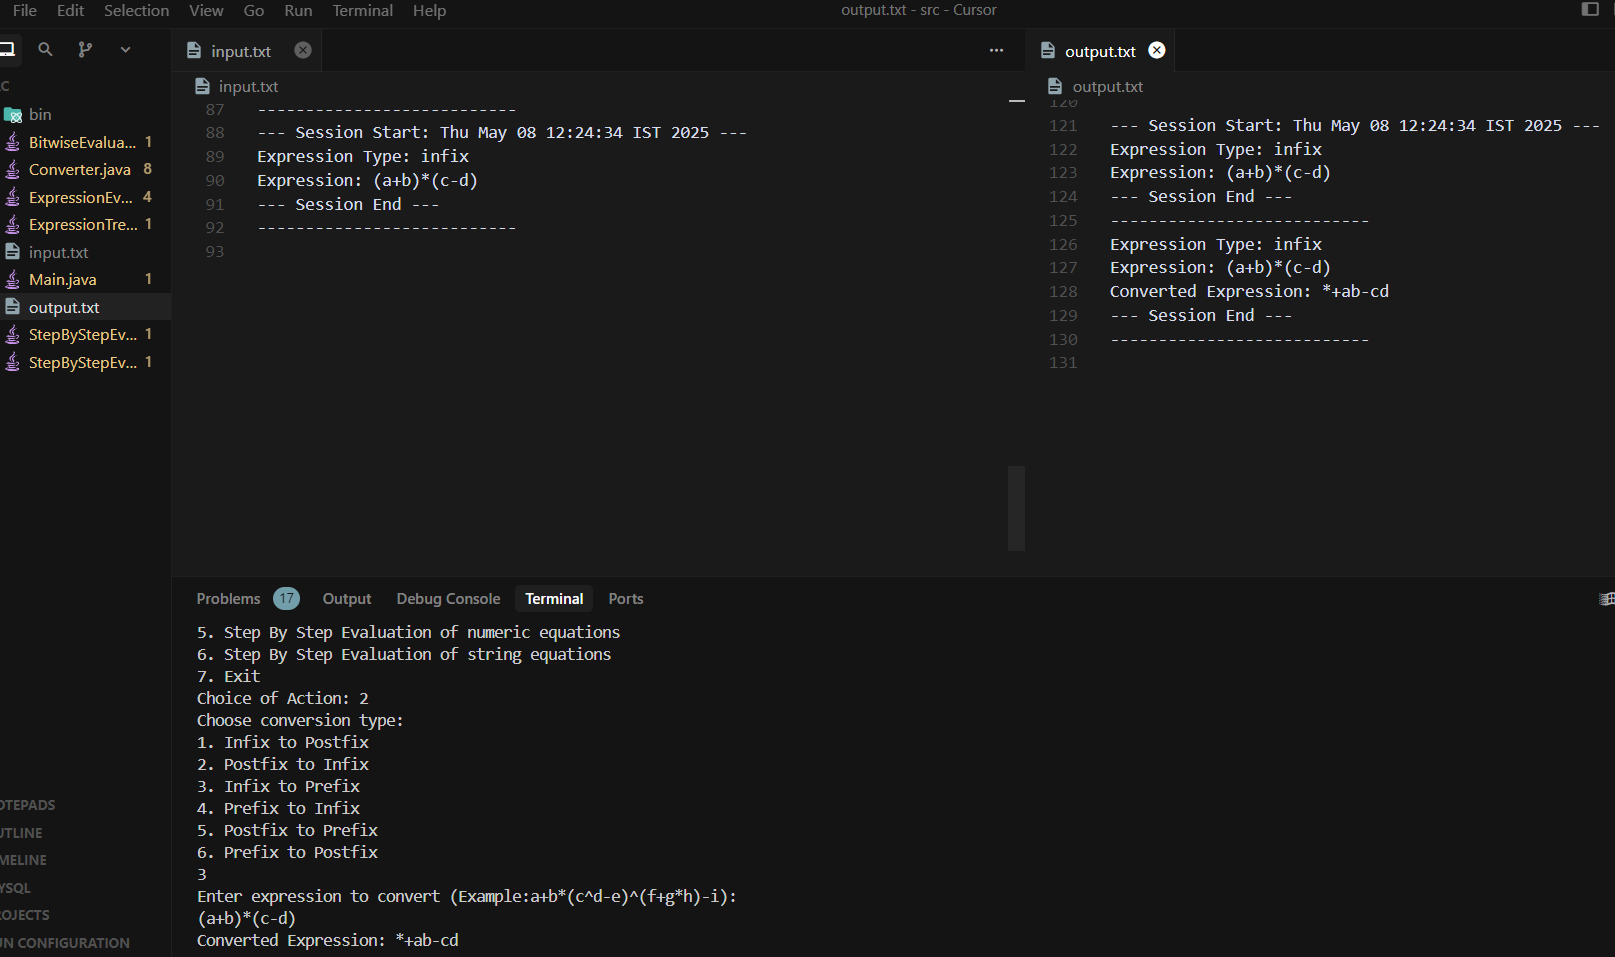 File Edit Selection View Go Run Terminal Help
output.txt - src - Cursor
bin
BitwiseEvalua... 1
Converter.java 8
ExpressionEv... 4
ExpressionTre... 1
input.txt
Main.java 1
output.txt
StepByStepEv... 1
StepByStepEv... 1
OTEPADS
UTLINE
MELINE
YSQL
ROJECTS
UN CONFIGURATION
input.txt
input.txt
87 ---------------------------
88 --- Session Start: Thu May 08 12:24:34 IST 2025 ---
89 Expression Type: infix
90 Expression: (a+b)*(c-d)
91 --- Session End ---
92 ---------------------------
93
output.txt
output.txt
120
121 --- Session Start: Thu May 08 12:24:34 IST 2025 ---
122 Expression Type: infix
123 Expression: (a+b)*(c-d)
124 --- Session End ---
125 ---------------------------
126 Expression Type: infix
127 Expression: (a+b)*(c-d)
128 Converted Expression: *+ab-cd
129 --- Session End ---
130 ---------------------------
131
Problems 17 Output Debug Console Terminal Ports
5. Step By Step Evaluation of numeric equations
6. Step By Step Evaluation of string equations
7. Exit
Choice of Action: 2
Choose conversion type:
1. Infix to Postfix
2. Postfix to Infix
3. Infix to Prefix
4. Prefix to Infix
5. Postfix to Prefix
6. Prefix to Postfix
3
Enter expression to convert (Example:a+b*(c^d-e)^(f+g*h)-i):
(a+b)*(c-d)
Converted Expression: *+ab-cd